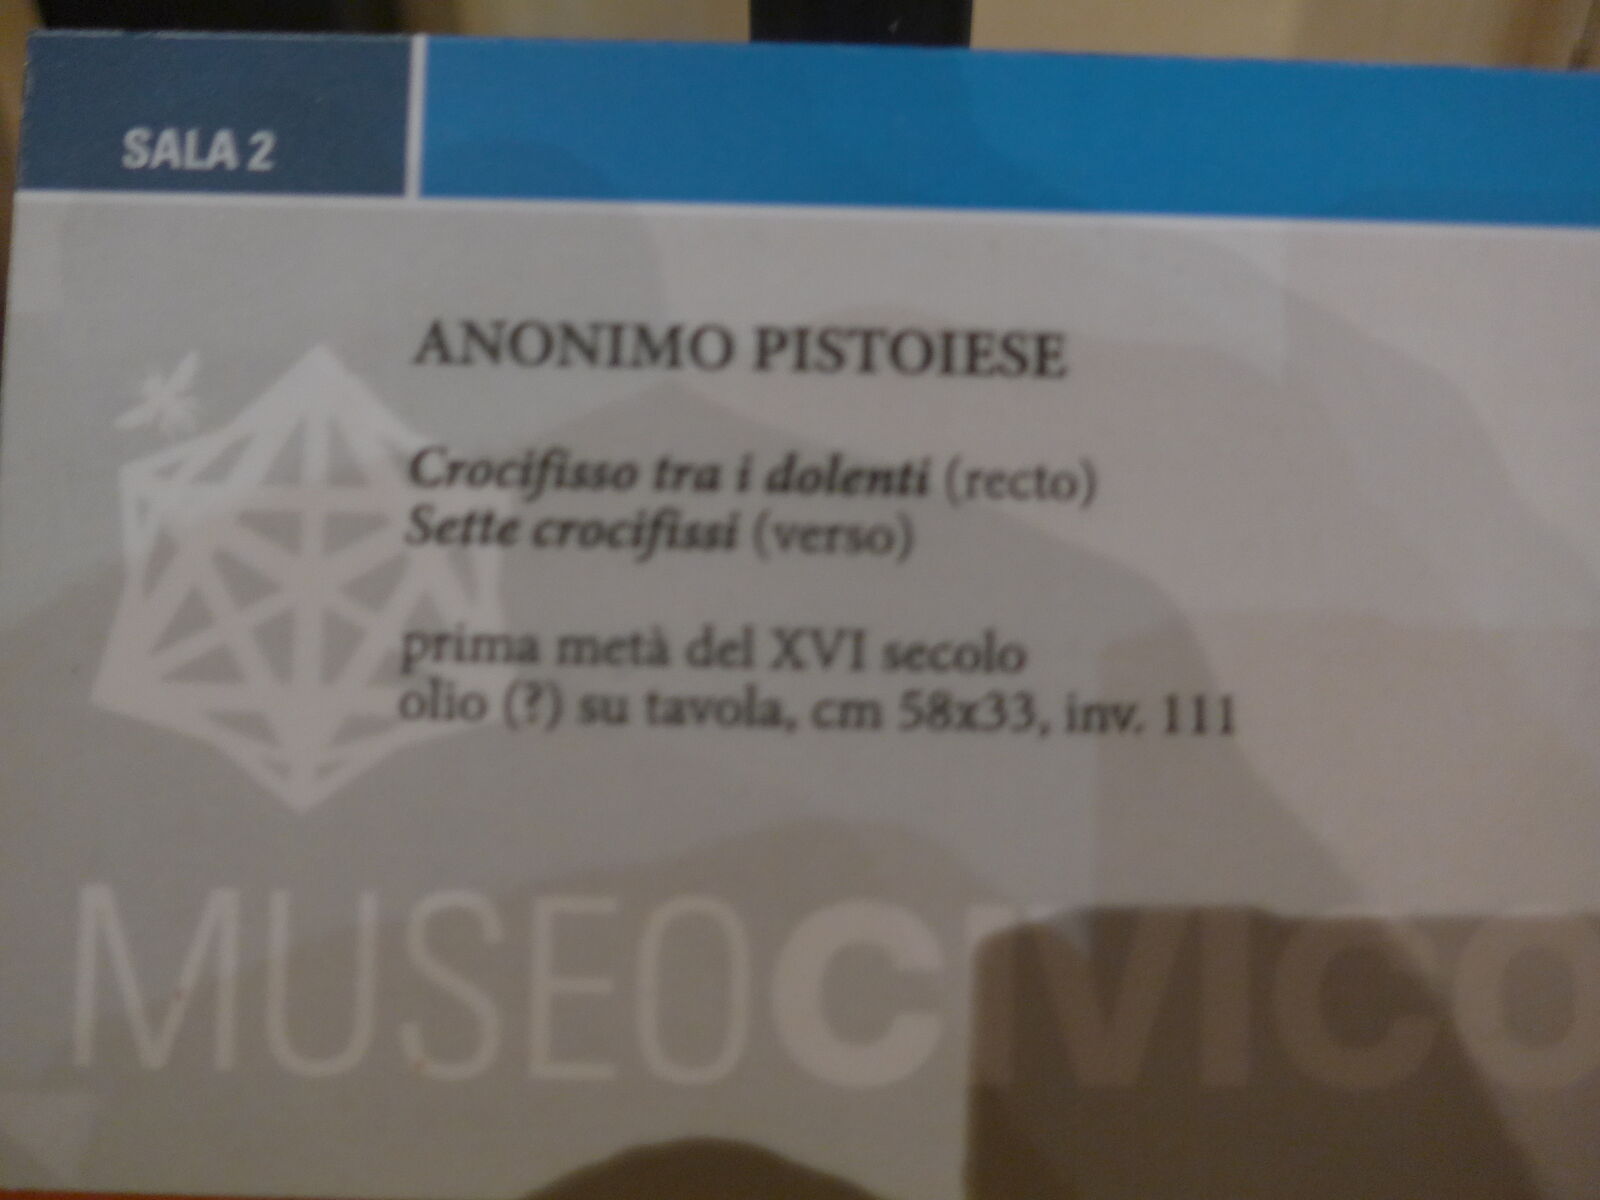 SALA 2
ANONIMO PISTOIESE
Crocifisso tra i dolenti (recto)
Sette crocifissi (verso)
prima metà del XVI secolo
olio (?) su tavola, cm 58x33, inv. 111
MUSEOCIVICO